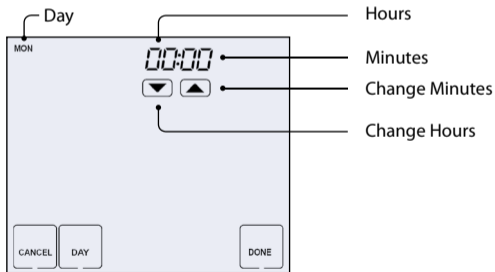 Day
Hours
MON
00:00
Minutes
Change Minutes
Change Hours
CANCEL
DAY
DONE